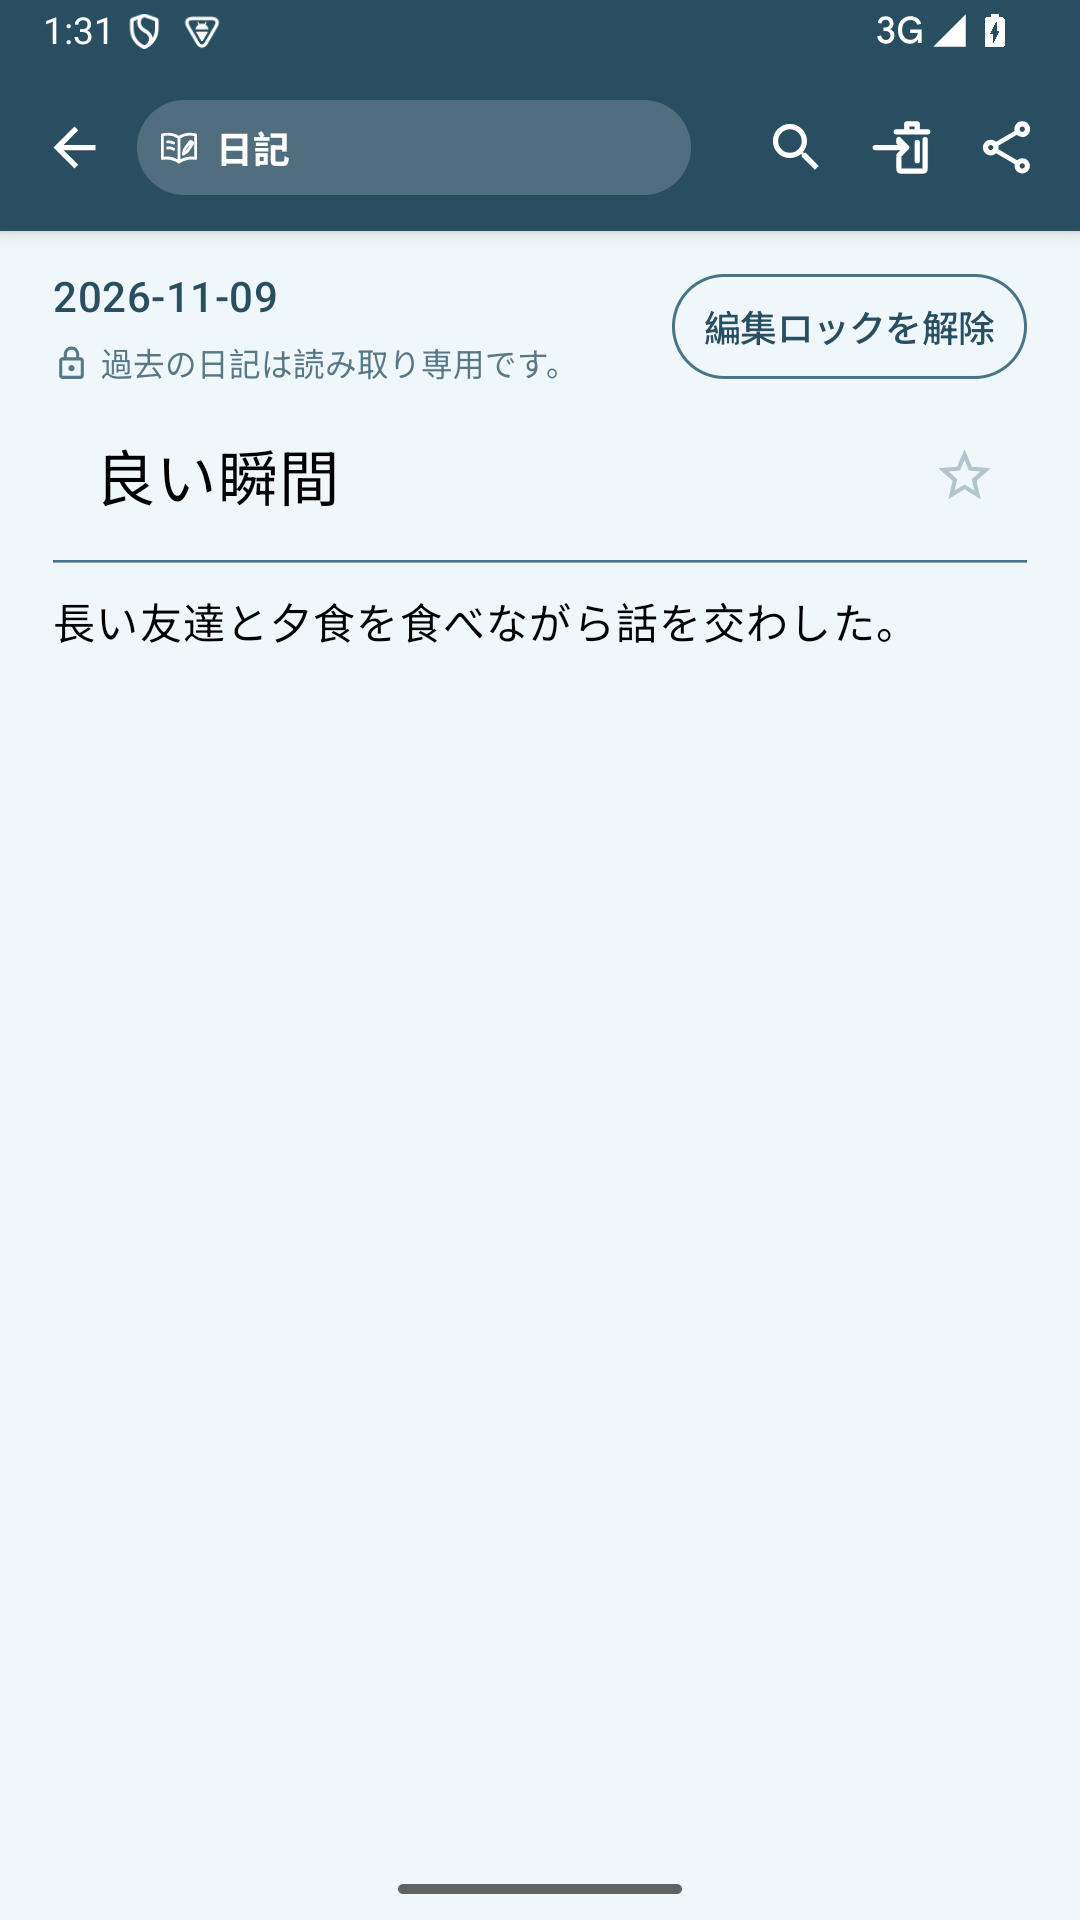 1:31
3G
日記
2026-11-09
編集ロックを解除
過去の日記は読み取り専用です。
良い瞬間
長い友達と夕食を食べながら話を交わした。